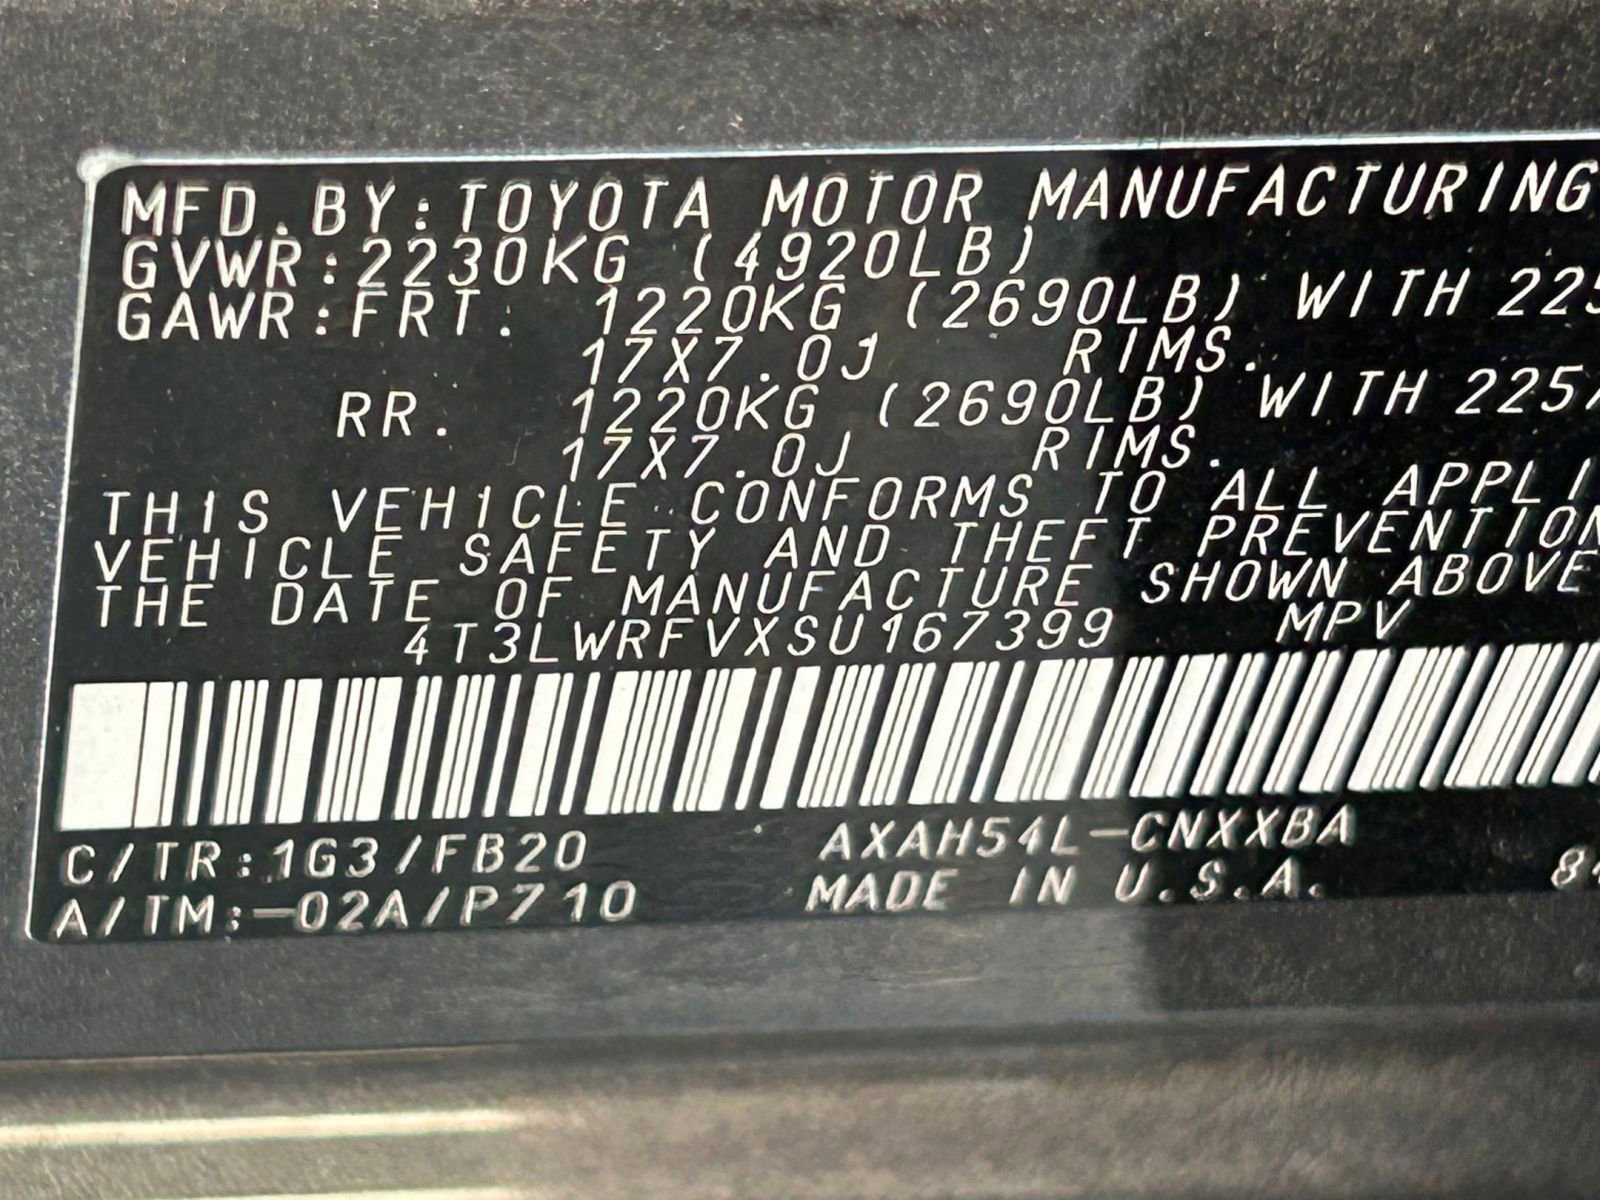 MFD.BY:TOYOTA MOTOR MANUFACTURING
GVWR:2230KG (4920LB)
GAWR:FRT. 1220KG (2690LB) WITH 225
17X7.0J RIMS.
RR. 1220KG (2690LB) WITH 225/
17X7.0J RIMS.
THIS VEHICLE CONFORMS TO ALL APPLI
VEHICLE SAFETY AND THEFT PREVENTION
THE DATE OF MANUFACTURE SHOWN ABOVE
4T3LWRFVXSU167399 MPV
C/TR:1G3/FB20 AXAH54L-CNXXBA
A/TM:-02A/P710 MADE IN U.S.A.